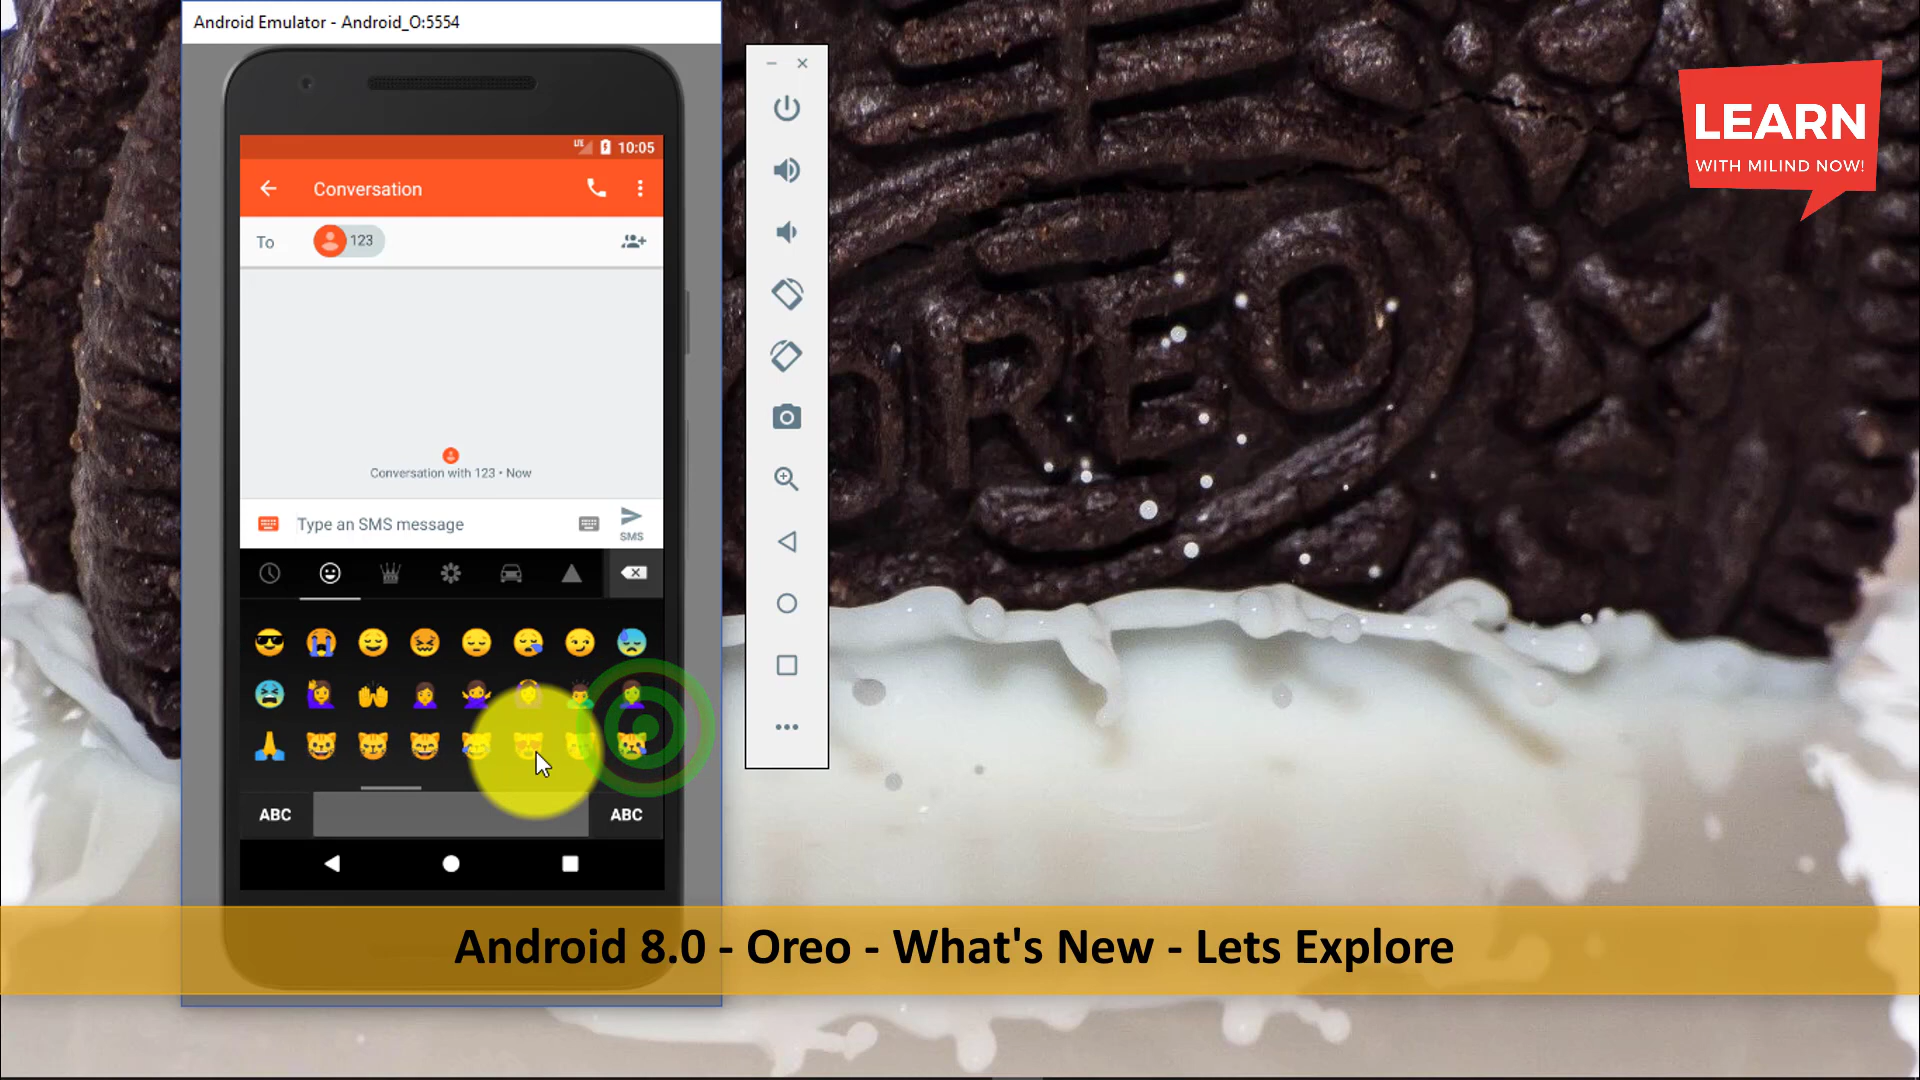 Android Emulator - Android_O:5554
LEARN
WITH MILIND NOW!
LTE 10:05
Conversation
To 123
Conversation with 123 • Now
Type an SMS message
SMS
OREO
ABC ABC
Android 8.0 - Oreo - What's New - Lets Explore